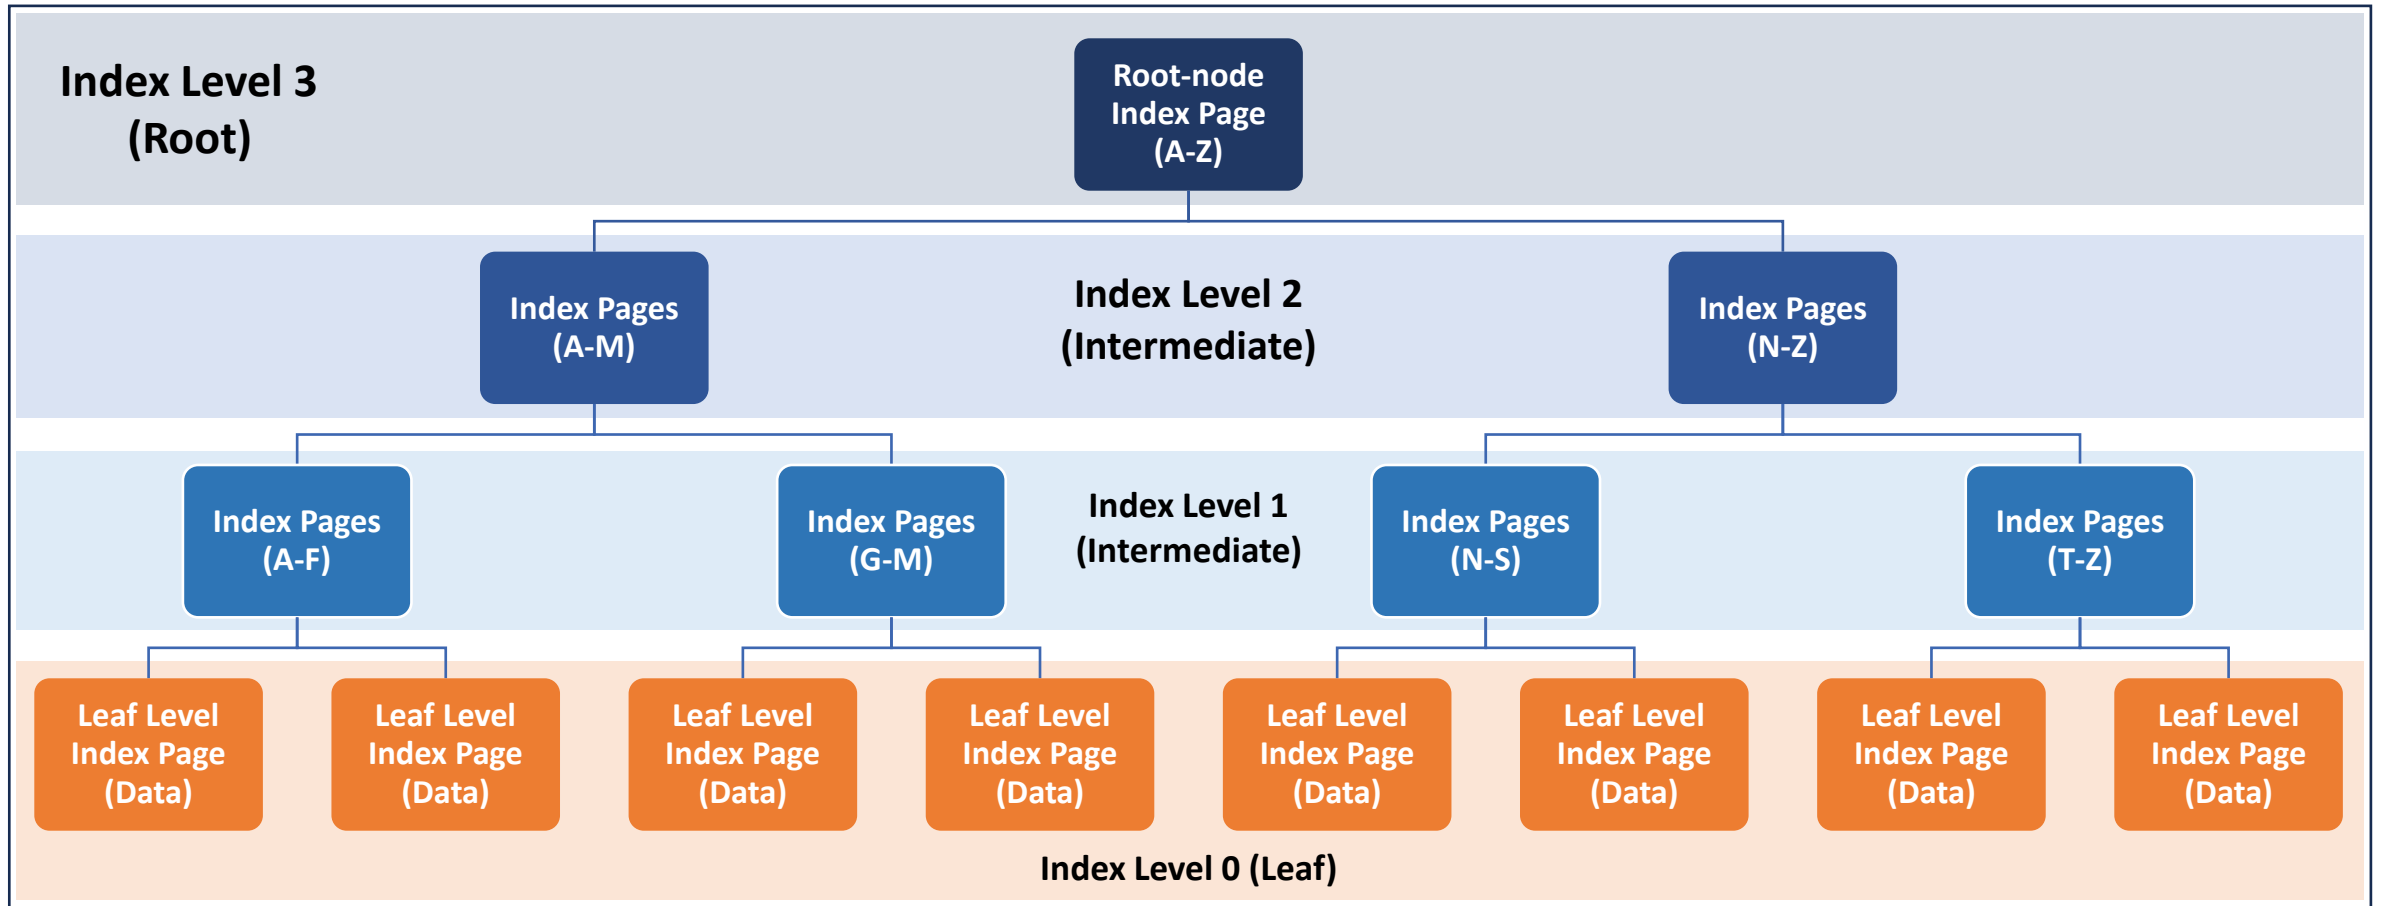 Index Level 3
(Root)
Root-node
Index Page
(A-Z)
Index Pages
(A-M)
Index Level 2
(Intermediate)
Index Pages
(N-Z)
Index Pages
(A-F)
Index Pages
(G-M)
Index Level 1
(Intermediate)
Index Pages
(N-S)
Index Pages
(T-Z)
Leaf Level
Index Page
(Data)
Leaf Level
Index Page
(Data)
Leaf Level
Index Page
(Data)
Leaf Level
Index Page
(Data)
Leaf Level
Index Page
(Data)
Leaf Level
Index Page
(Data)
Leaf Level
Index Page
(Data)
Leaf Level
Index Page
(Data)
Index Level 0 (Leaf)